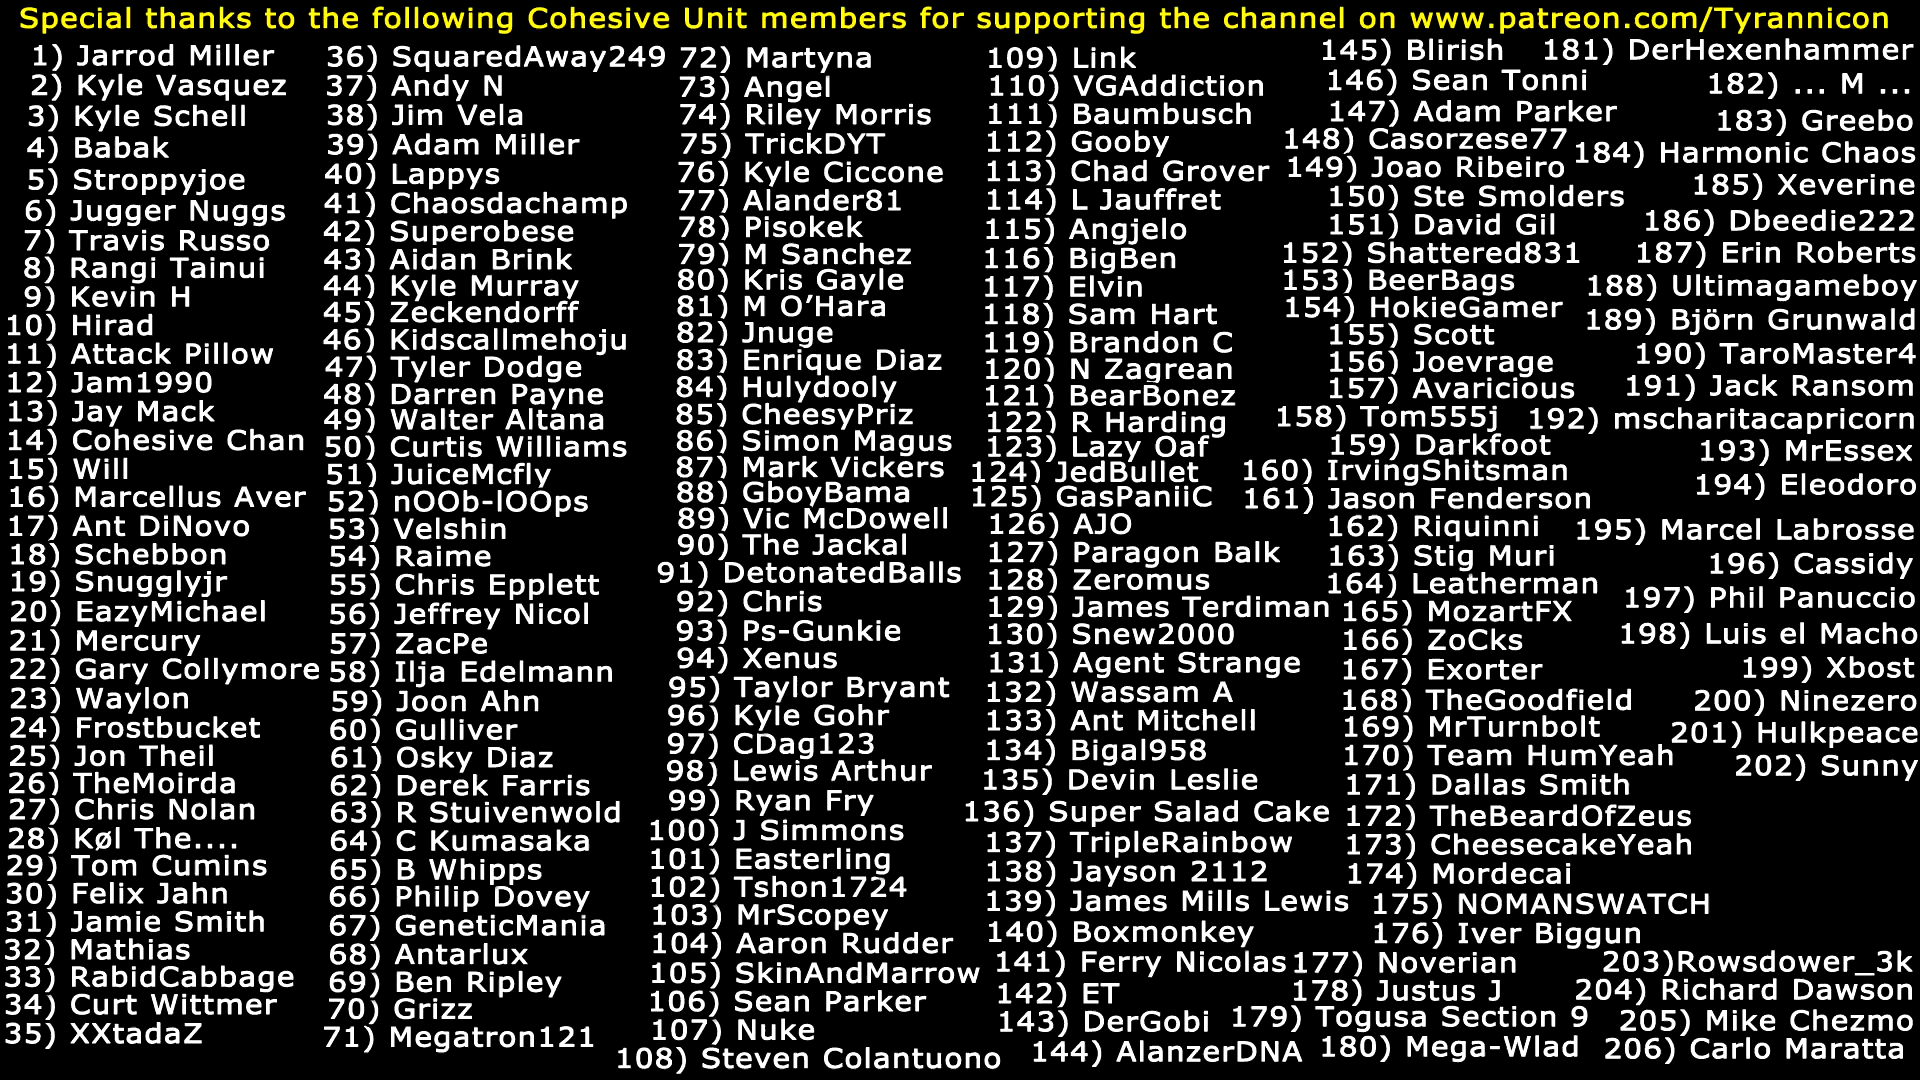 Special thanks to the following Cohesive Unit members for supporting the channel on www.patreon.com/Tyrannicon
1) Jarrod Miller
2) Kyle Vasquez
3) Kyle Schell
4) Babak
5) Stroppyjoe
6) Jugger Nuggs
7) Travis Russo
8) Rangi Tainui
9) Kevin H
10) Hirad
11) Attack Pillow
12) Jam1990
13) Jay Mack
14) Cohesive Chan
15) Will
16) Marcellus Aver
17) Ant DiNovo
18) Schebbon
19) Snugglyjr
20) EazyMichael
21) Mercury
22) Gary Collymore
23) Waylon
24) Frostbucket
25) Jon Theil
26) TheMoirda
27) Chris Nolan
28) Køl The....
29) Tom Cumins
30) Felix Jahn
31) Jamie Smith
32) Mathias
33) RabidCabbage
34) Curt Wittmer
35) XXtadaZ
36) SquaredAway249
37) Andy N
38) Jim Vela
39) Adam Miller
40) Lappys
41) Chaosdachamp
42) Superobese
43) Aidan Brink
44) Kyle Murray
45) Zeckendorff
46) Kidscallmehoju
47) Tyler Dodge
48) Darren Payne
49) Walter Altana
50) Curtis Williams
51) JuiceMcfly
52) nOOb-lOOps
53) Velshin
54) Raime
55) Chris Epplett
56) Jeffrey Nicol
57) ZacPe
58) Ilja Edelmann
59) Joon Ahn
60) Gulliver
61) Osky Diaz
62) Derek Farris
63) R Stuivenwold
64) C Kumasaka
65) B Whipps
66) Philip Dovey
67) GeneticMania
68) Antarlux
69) Ben Ripley
70) Grizz
71) Megatron121
72) Martyna
73) Angel
74) Riley Morris
75) TrickDYT
76) Kyle Ciccone
77) Alander81
78) Pisokek
79) M Sanchez
80) Kris Gayle
81) M O'Hara
82) Jnuge
83) Enrique Diaz
84) Hulydooly
85) CheesyPriz
86) Simon Magus
87) Mark Vickers
88) GboyBama
89) Vic McDowell
90) The Jackal
91) DetonatedBalls
92) Chris
93) Ps-Gunkie
94) Xenus
95) Taylor Bryant
96) Kyle Gohr
97) CDag123
98) Lewis Arthur
99) Ryan Fry
100) J Simmons
101) Easterling
102) Tshon1724
103) MrScopey
104) Aaron Rudder
105) SkinAndMarrow
106) Sean Parker
107) Nuke
108) Steven Colantuono
109) Link
110) VGAddiction
111) Baumbusch
112) Gooby
113) Chad Grover
114) L Jauffret
115) Angjelo
116) BigBen
117) Elvin
118) Sam Hart
119) Brandon C
120) N Zagrean
121) BearBonez
122) R Harding
123) Lazy Oaf
124) JedBullet
125) GasPaniiC
126) AJO
127) Paragon Balk
128) Zeromus
129) James Terdiman
130) Snew2000
131) Agent Strange
132) Wassam A
133) Ant Mitchell
134) Bigal958
135) Devin Leslie
136) Super Salad Cake
137) TripleRainbow
138) Jayson 2112
139) James Mills Lewis
140) Boxmonkey
141) Ferry Nicolas
142) ET
143) DerGobi
144) AlanzerDNA
145) Blirish
146) Sean Tonni
147) Adam Parker
148) Casorzese77
149) Joao Ribeiro
150) Ste Smolders
151) David Gil
152) Shattered831
153) BeerBags
154) HokieGamer
155) Scott
156) Joevrage
157) Avaricious
158) Tom555j
159) Darkfoot
160) IrvingShitsman
161) Jason Fenderson
162) Riquinni
163) Stig Muri
164) Leatherman
165) MozartFX
166) ZoCks
167) Exorter
168) TheGoodfield
169) MrTurnbolt
170) Team HumYeah
171) Dallas Smith
172) TheBeardOfZeus
173) CheesecakeYeah
174) Mordecai
175) NOMANSWATCH
176) Iver Biggun
177) Noverian
178) Justus J
179) Togusa Section 9
180) Mega-Wlad
181) DerHexenhammer
182) ... M ...
183) Greebo
184) Harmonic Chaos
185) Xeverine
186) Dbeedie222
187) Erin Roberts
188) Ultimagameboy
189) Björn Grunwald
190) TaroMaster4
191) Jack Ransom
192) mscharitacapricorn
193) MrEssex
194) Eleodoro
195) Marcel Labrosse
196) Cassidy
197) Phil Panuccio
198) Luis el Macho
199) Xbost
200) Ninezero
201) Hulkpeace
202) Sunny
203)Rowsdower_3k
204) Richard Dawson
205) Mike Chezmo
206) Carlo Maratta